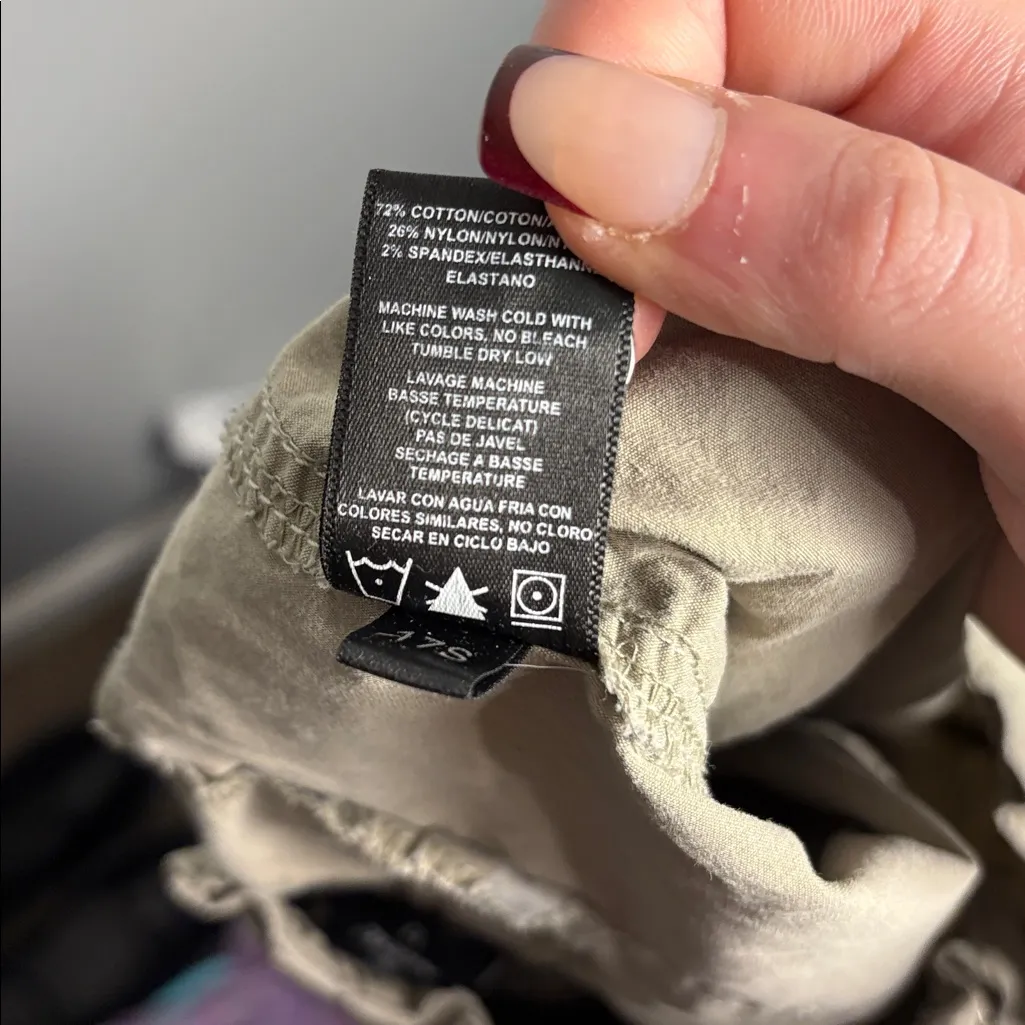 72% COTTON/COTON/
26% NYLON/NYLON/NY
2% SPANDEX/ELASTHANN
ELASTANO
MACHINE WASH COLD WITH
LIKE COLORS, NO BLEACH
TUMBLE DRY LOW
LAVAGE MACHINE
BASSE TEMPERATURE
(CYCLE DELICAT)
PAS DE JAVEL
SECHAGE A BASSE
TEMPERATURE
LAVAR CON AGUA FRIA CON
COLORES SIMILARES, NO CLORO
SECAR EN CICLO BAJO